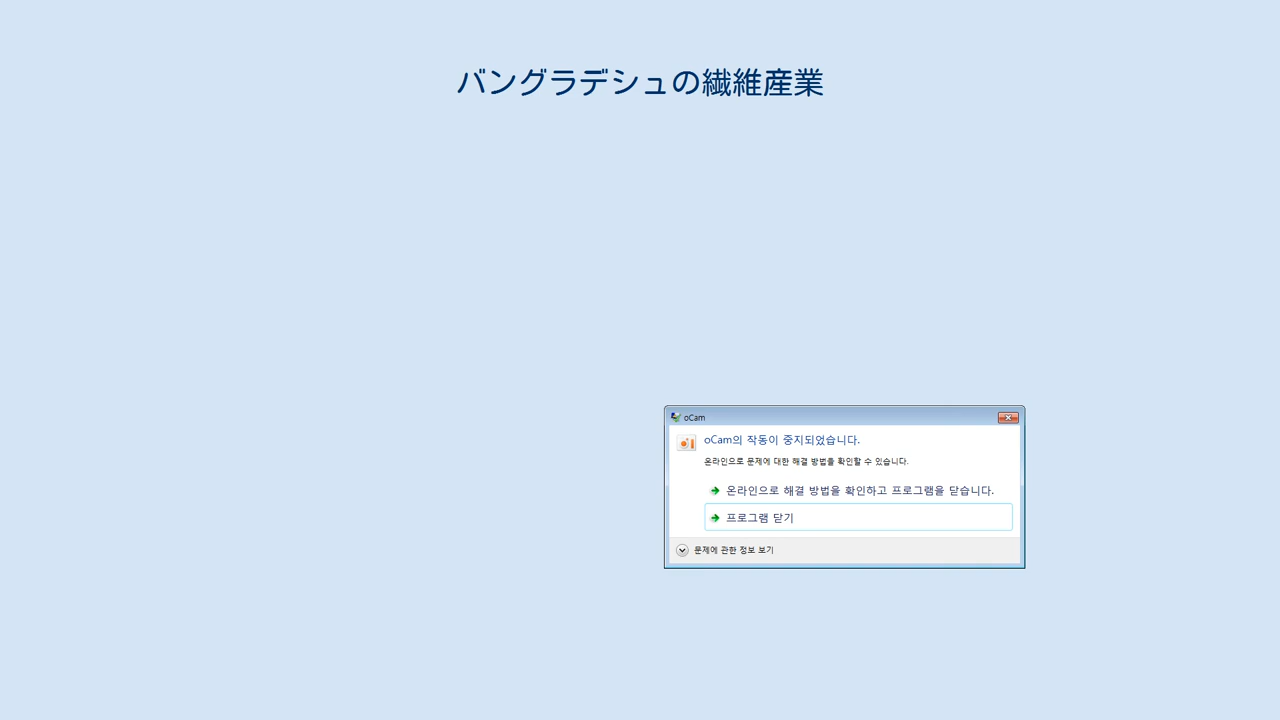 バングラデシュの繊維産業
oCam
oCam의 작동이 중지되었습니다.
온라인으로 문제에 대한 해결 방법을 확인할 수 있습니다.
온라인으로 해결 방법을 확인하고 프로그램을 닫습니다.
프로그램 닫기
문제에 관한 정보 보기